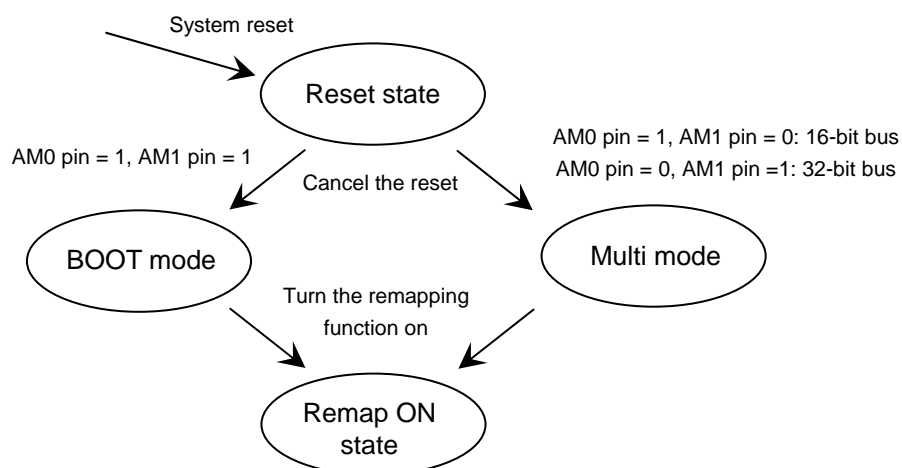 System reset
Reset state
AM0 pin = 1, AM1 pin = 0: 16-bit bus
AM0 pin = 1, AM1 pin = 1
AM0 pin = 0, AM1 pin =1: 32-bit bus
Cancel the reset
BOOT mode
Multi mode
Turn the remapping
function on
Remap ON
state